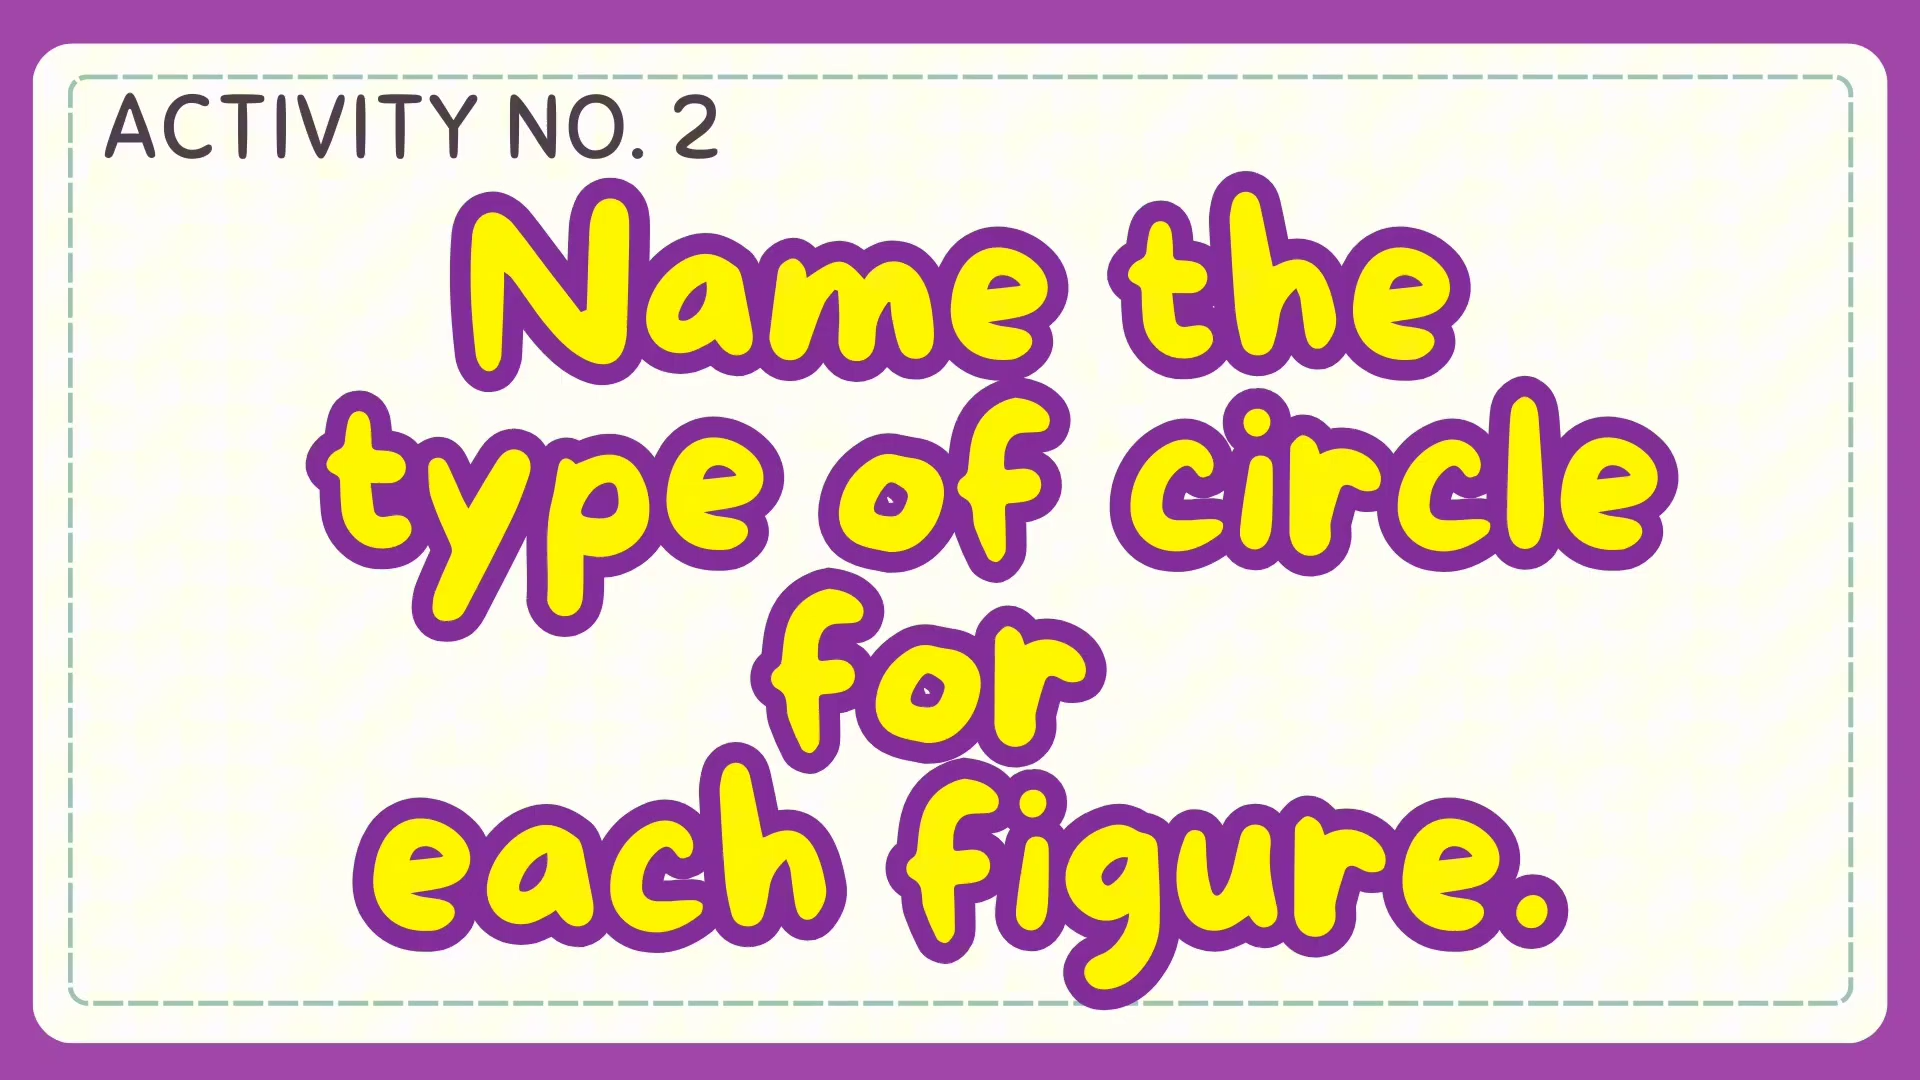 ACTIVITY NO. 2
Name the
type of circle
for
each figure.